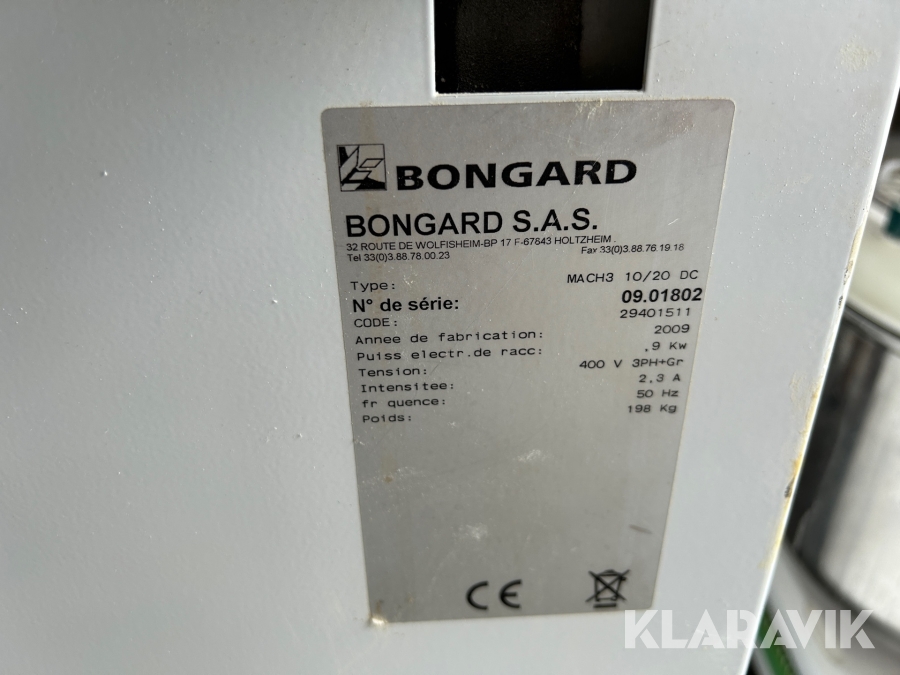 BONGARD
BONGARD S.A.S.
32 ROUTE DE WOLFISHEIM-BP 17 F-67843 HOLTZHEIM .
Tel 33(0)3.88.78.00.23 Fax 33(0)3.88.76.19.18
Type: MACH3 10/20 DC
N° de série: 09.01802
CODE: 29401511
Annee de fabrication: 2009
Puiss electr.de racc: .9 Kw
Tension: 400 V 3PH+Gr
Intensitee: 2.3 A
fr quence: 50 Hz
Poids: 198 Kg
CE
KLARAVIK